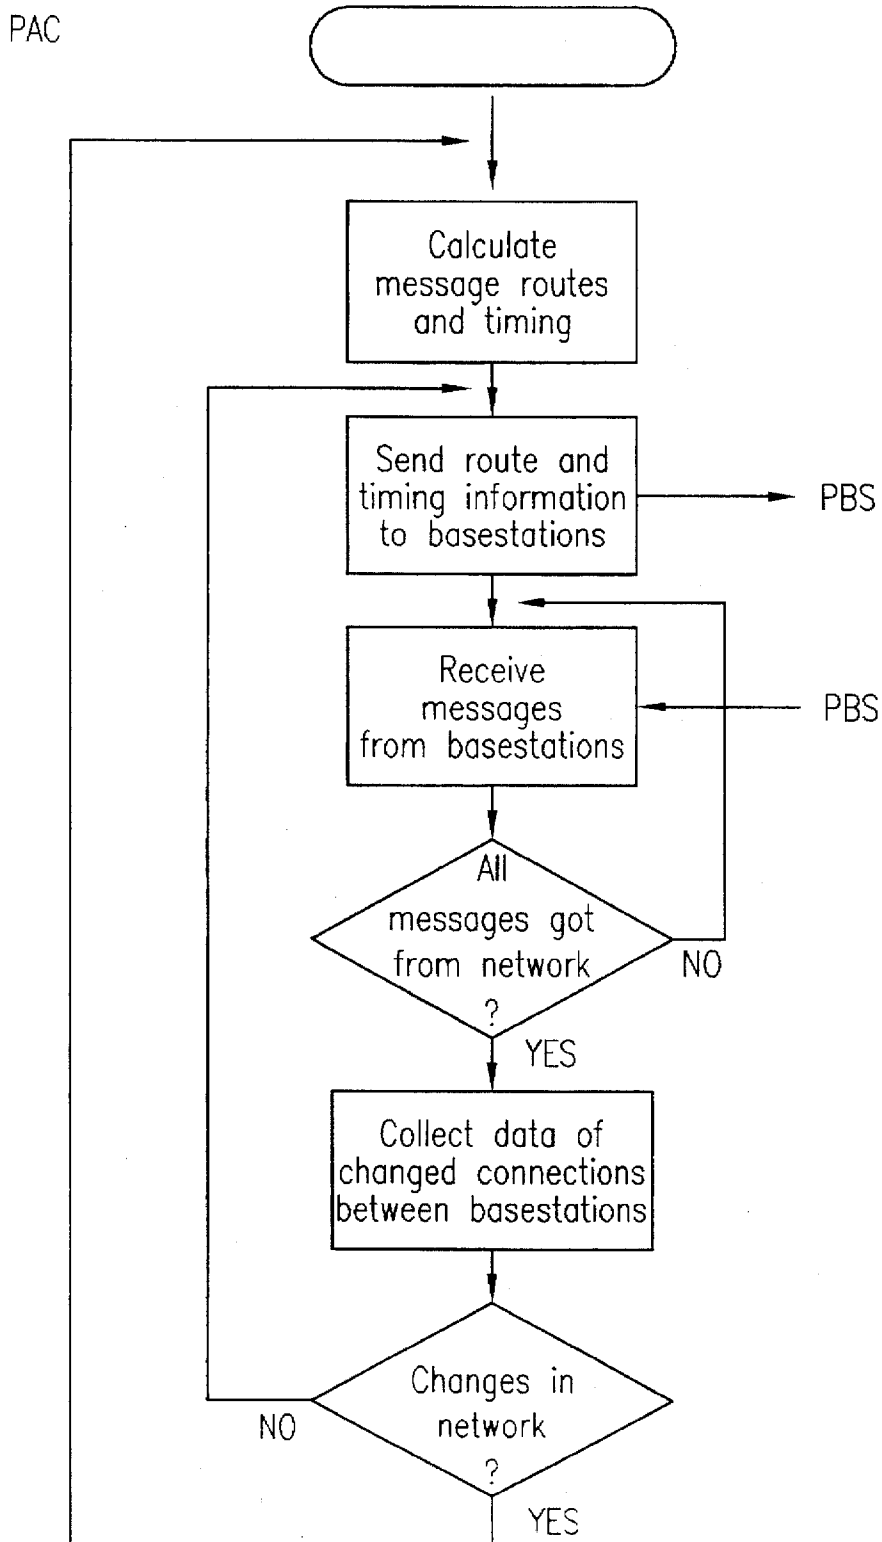 PAC
Calculate
message routes
and timing
Send route and
timing information
to basestations
PBS
Receive
messages
from basestations
PBS
All
messages got
from network
?
NO
YES
Collect data of
changed connections
between basestations
Changes in
network
?
NO
YES